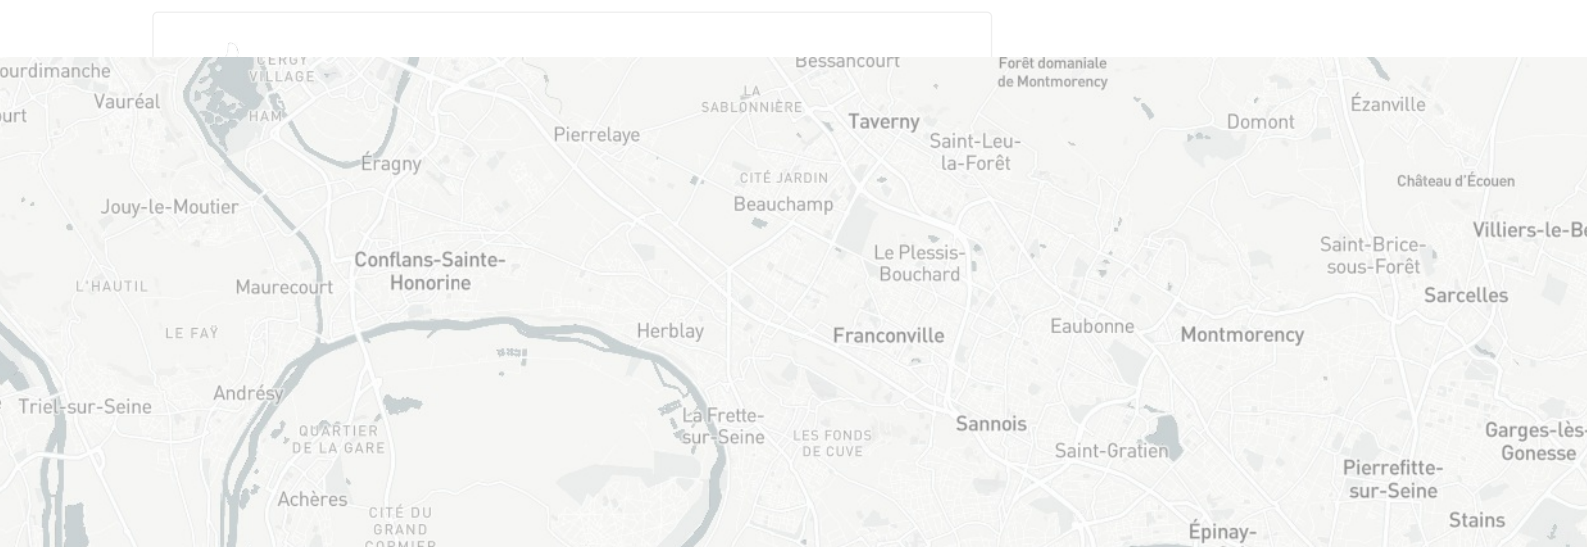 CERGY
VILLAGE
Bessancourt
Forêt domaniale
de Montmorency
ourdimanche
Vauréal
LA
SABLONNIÈRE
Ézanville
HAM
Taverny
Domont
Pierrelaye
Saint-Leu-
la-Forêt
Éragny
CITÉ JARDIN
Château d'Écouen
Jouy-le-Moutier
Beauchamp
Villiers-le-Be
Conflans-Sainte-
Honorine
Le Plessis-
Bouchard
Saint-Brice-
sous-Forêt
L'HAUTIL
Maurecourt
Sarcelles
LE FAŸ
Herblay
Franconville
Eaubonne
Montmorency
Andrésy
Triel-sur-Seine
La Frette-
sur-Seine
Sannois
QUARTIER
DE LA GARE
LES FONDS
DE CUVE
Saint-Gratien
Garges-lès-
Gonesse
Pierrefitte-
sur-Seine
Achères
CITÉ DU
GRAND
CORMIER
Stains
Épinay-